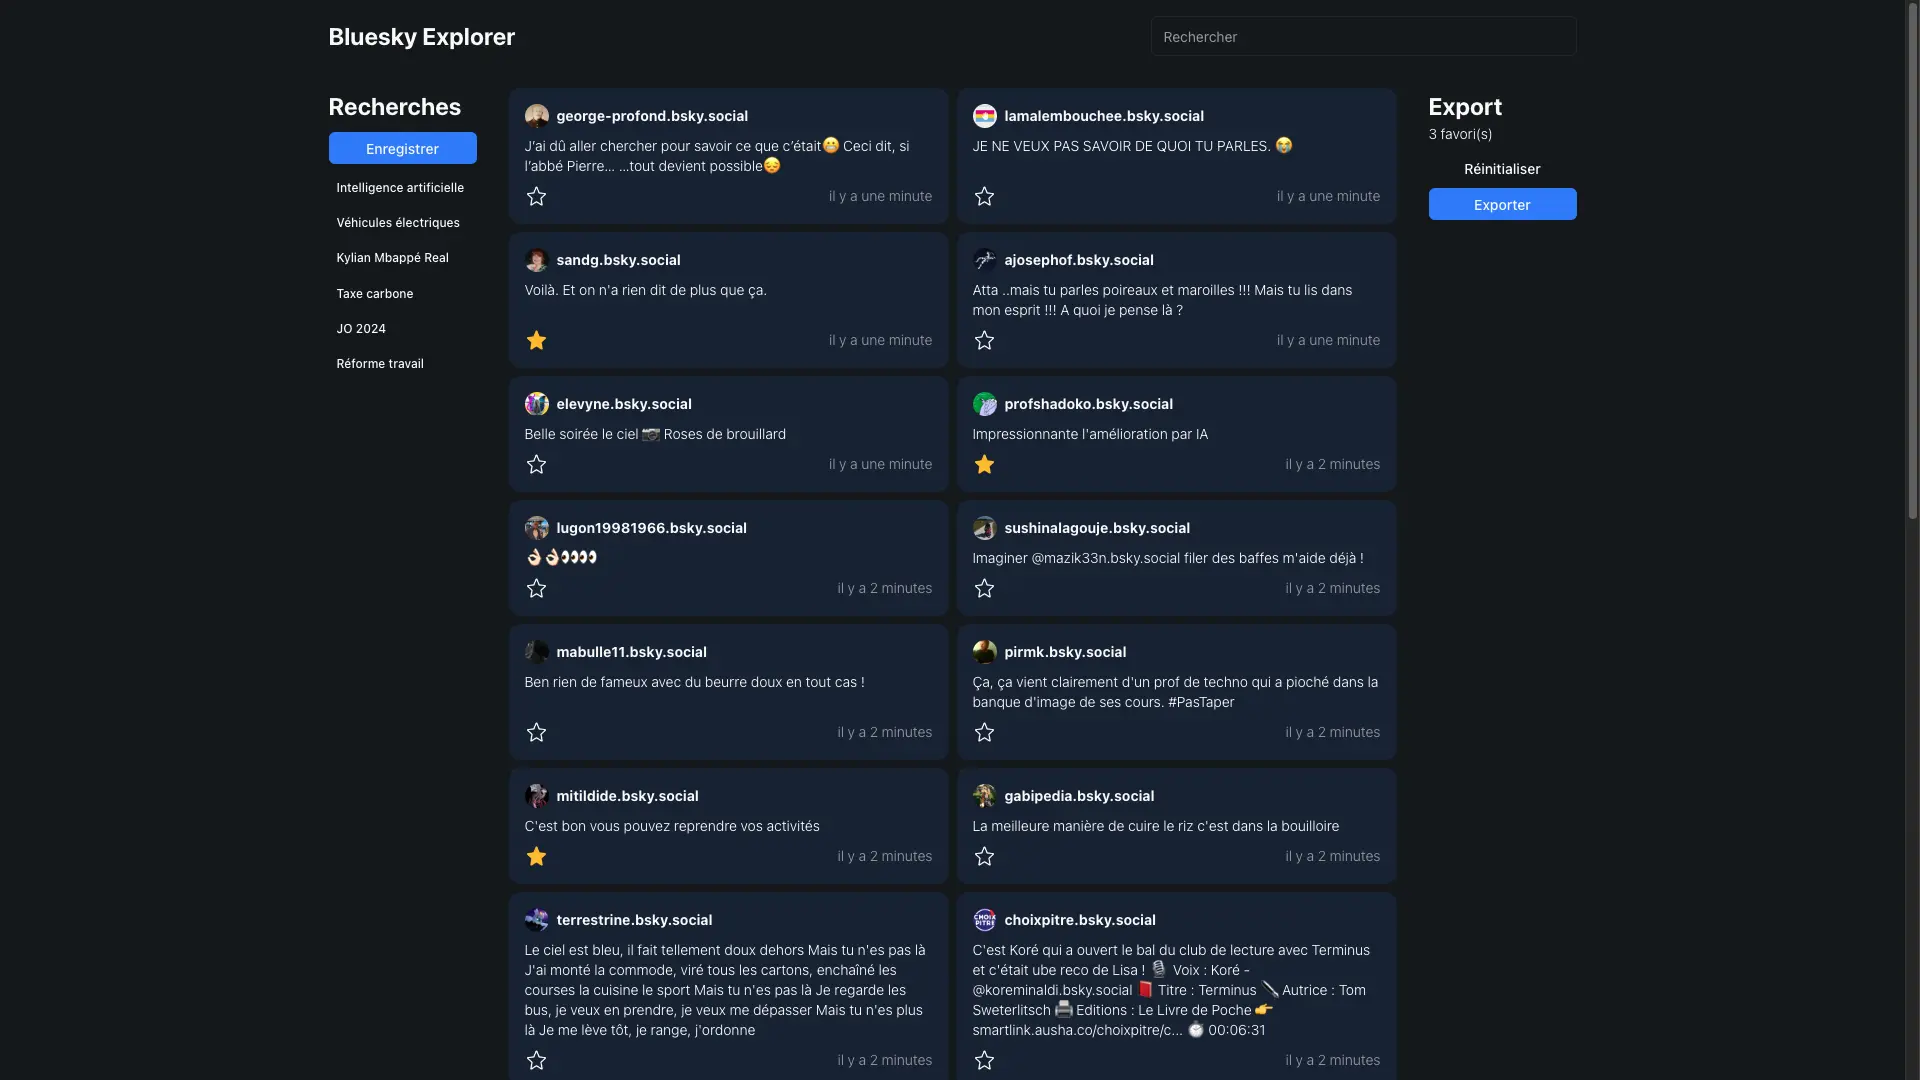 Bluesky Explorer
Rechercher
Recherches
Enregistrer
Intelligence artificielle
Véhicules électriques
Kylian Mbappé Real
Taxe carbone
JO 2024
Réforme travail
george-profond.bsky.social
J’ai dû aller chercher pour savoir ce que c’était😬 Ceci dit, si
l’abbé Pierre… …tout devient possible😔
il y a une minute
lamalembouchee.bsky.social
JE NE VEUX PAS SAVOIR DE QUOI TU PARLES. 😭
il y a une minute
sandg.bsky.social
Voilà. Et on n'a rien dit de plus que ça.
il y a une minute
ajosephof.bsky.social
Atta ..mais tu parles poireaux et maroilles !!! Mais tu lis dans
mon esprit !!! A quoi je pense là ?
il y a une minute
elevyne.bsky.social
Belle soirée le ciel 📷 Roses de brouillard
il y a une minute
profshadoko.bsky.social
Impressionnante l'amélioration par IA
il y a 2 minutes
lugon19981966.bsky.social
👌🏻👌🏻👀👀
il y a 2 minutes
sushinalagouje.bsky.social
Imaginer @mazik33n.bsky.social filer des baffes m'aide déjà !
il y a 2 minutes
mabulle11.bsky.social
Ben rien de fameux avec du beurre doux en tout cas !
il y a 2 minutes
pirmk.bsky.social
Ça, ça vient clairement d'un prof de techno qui a pioché dans la
banque d'image de ses cours. #PasTaper
il y a 2 minutes
mitildide.bsky.social
C'est bon vous pouvez reprendre vos activités
il y a 2 minutes
gabipedia.bsky.social
La meilleure manière de cuire le riz c'est dans la bouilloire
il y a 2 minutes
terrestrine.bsky.social
Le ciel est bleu, il fait tellement doux dehors Mais tu n'es pas là
J'ai monté la commode, viré tous les cartons, enchaîné les
courses la cuisine le sport Mais tu n'es pas là Je regarde les
bus, je veux en prendre, je veux me dépasser Mais tu n'es plus
là Je me lève tôt, je range, j'ordonne
il y a 2 minutes
CHOIX
PITRE
choixpitre.bsky.social
C'est Koré qui a ouvert le bal du club de lecture avec Terminus
et c'était ube reco de Lisa ! 🎙️ Voix : Koré -
@koreminaldi.bsky.social 📕 Titre : Terminus ✒️ Autrice : Tom
Sweterlitsch 🖨️ Editions : Le Livre de Poche 👉
smartlink.ausha.co/choixpitre/c... ⏱️ 00:06:31
il y a 2 minutes
Export
3 favori(s)
Réinitialiser
Exporter